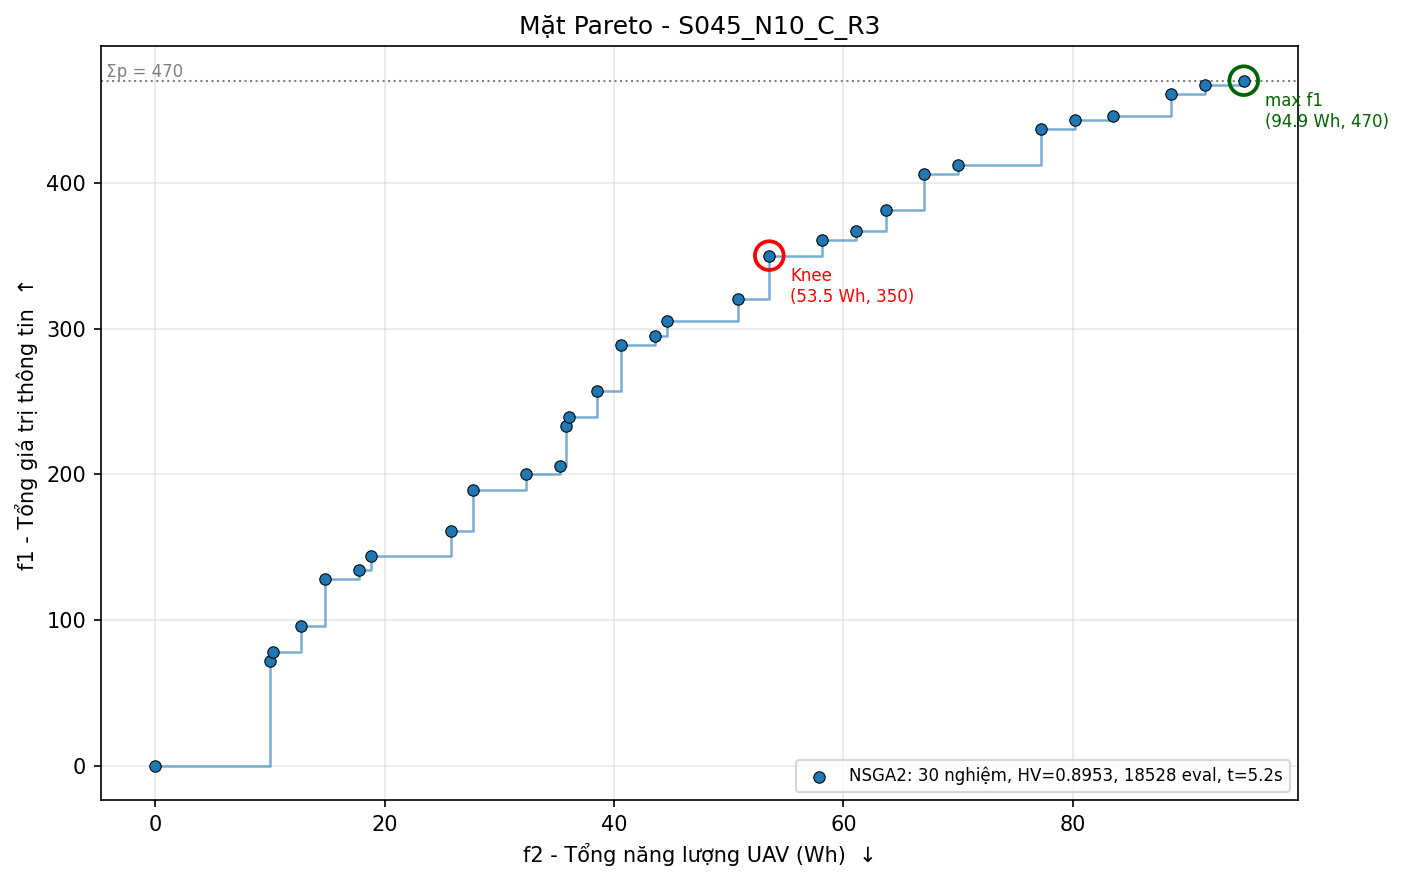 Mặt Pareto - S045_N10_C_R3
Σp = 470
max f1
(94.9 Wh, 470)
400
Knee
(53.5 Wh, 350)
300
200
100
0
f1 - Tổng giá trị thông tin ↑
NSGA2: 30 nghiệm, HV=0.8953, 18528 eval, t=5.2s
0 20 40 60 80
f2 - Tổng năng lượng UAV (Wh) ↓